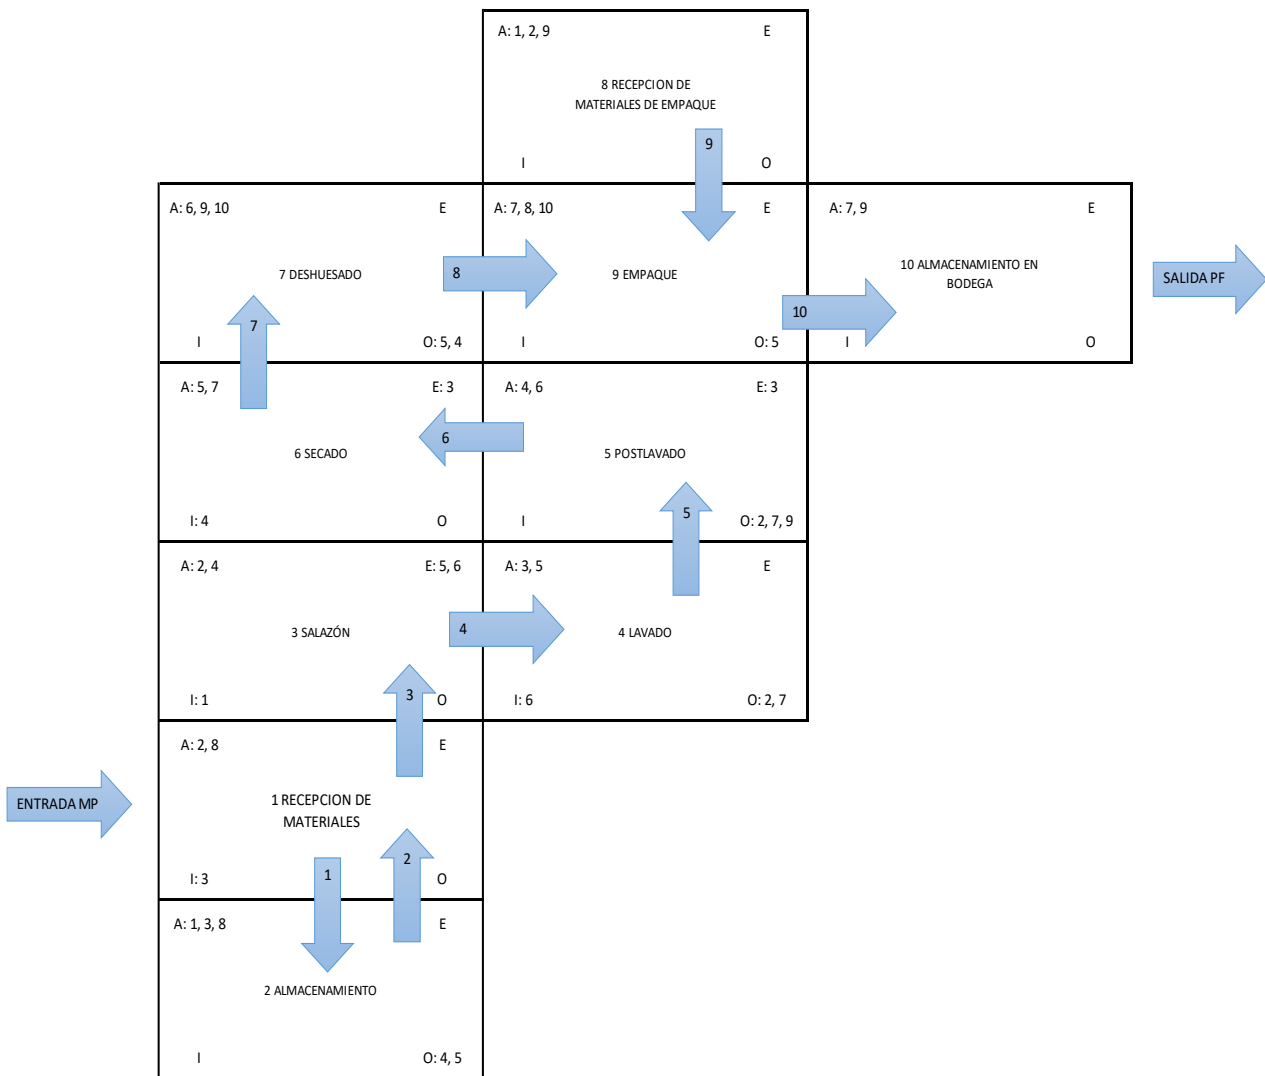 A: 1, 2, 9 E
8 RECEPCION DE
MATERIALES DE EMPAQUE
9
I O
A: 6, 9, 10 E
7 DESHUESADO
8
7
I O: 5, 4
A: 7, 8, 10 E
9 EMPAQUE
10
I O: 5
A: 7, 9 E
10 ALMACENAMIENTO EN
BODEGA
I O
SALIDA PF
A: 5, 7 E: 3
6
6 SECADO
I: 4 O
A: 4, 6 E: 3
5 POSTLAVADO
5
I O: 2, 7, 9
A: 2, 4 E: 5, 6
3 SALAZÓN
4
3
I: 1 O
A: 3, 5 E
4 LAVADO
I: 6 O: 2, 7
ENTRADA MP
A: 2, 8 E
1 RECEPCION DE
MATERIALES
2
1
I: 3 O
A: 1, 3, 8 E
2 ALMACENAMIENTO
I O: 4, 5